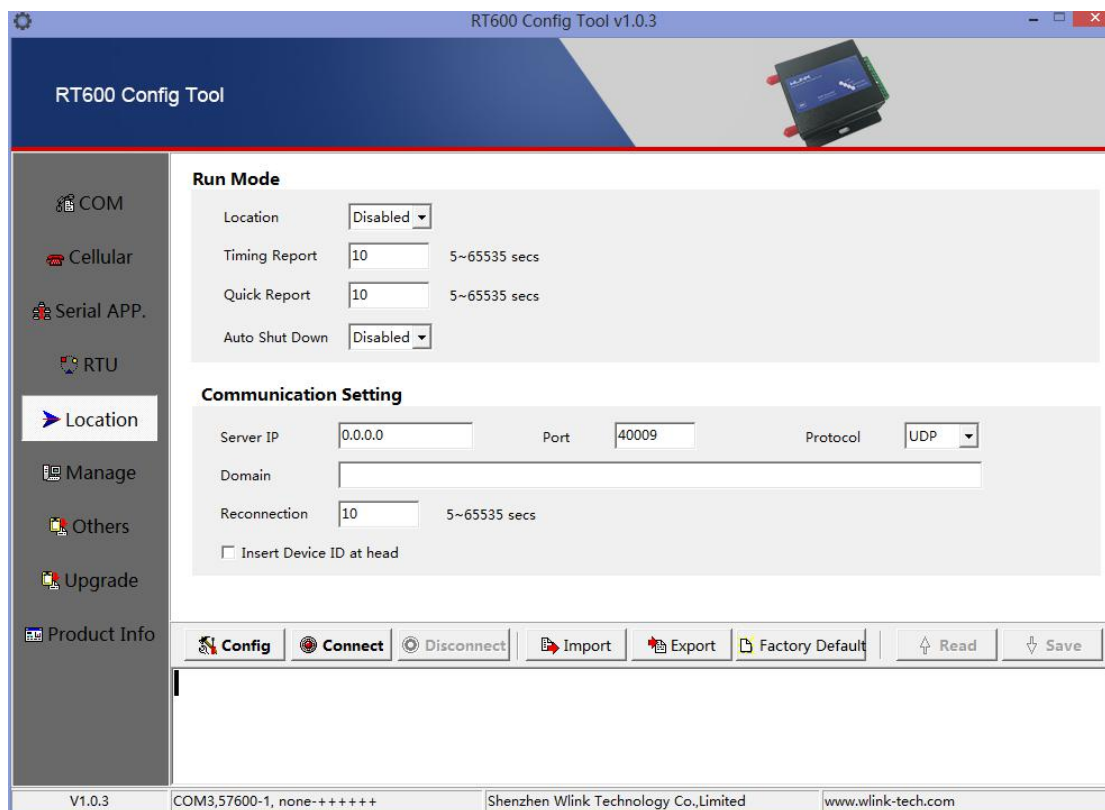 RT600 Config Tool v1.0.3
RT600 Config Tool
COM
Cellular
Serial APP.
RTU
Location
Manage
Others
Upgrade
Product Info
Run Mode
Location Disabled
Timing Report 10 5~65535 secs
Quick Report 10 5~65535 secs
Auto Shut Down Disabled
Communication Setting
Server IP 0.0.0.0 Port 40009 Protocol UDP
Domain
Reconnection 10 5~65535 secs
Insert Device ID at head
Config Connect Disconnect Import Export Factory Default Read Save
V1.0.3 COM3,57600-1, none-++++++ Shenzhen Wlink Technology Co.,Limited www.wlink-tech.com